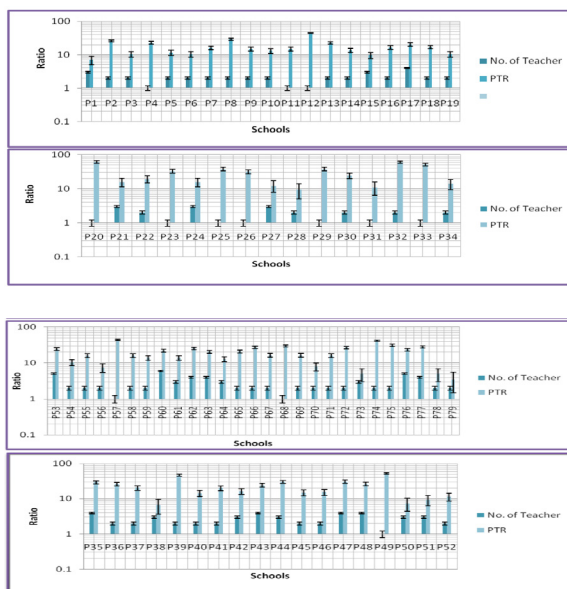 100
10
1
0.1
Ratio
P1 P2 P3 P4 P5 P6 P7 P8 P9 P10 P11 P12 P13 P14 P15 P16 P17 P18 P19
Schools
No. of Teacher
PTR
100
10
1
0.1
Ratio
P20 P21 P22 P23 P24 P25 P26 P27 P28 P29 P30 P31 P32 P33 P34
Schools
No. of Teacher
PTR
100
10
1
0.1
Ratio
P53 P54 P55 P56 P57 P58 P59 P60 P61 P62 P63 P64 P65 P66 P67 P68 P69 P70 P71 P72 P73 P74 P75 P76 P77 P78 P79
Schools
No. of Teacher
PTR
100
10
1
0.1
Ratio
P35 P36 P37 P38 P39 P40 P41 P42 P43 P44 P45 P46 P47 P48 P49 P50 P51 P52
Schools
No. of Teacher
PTR